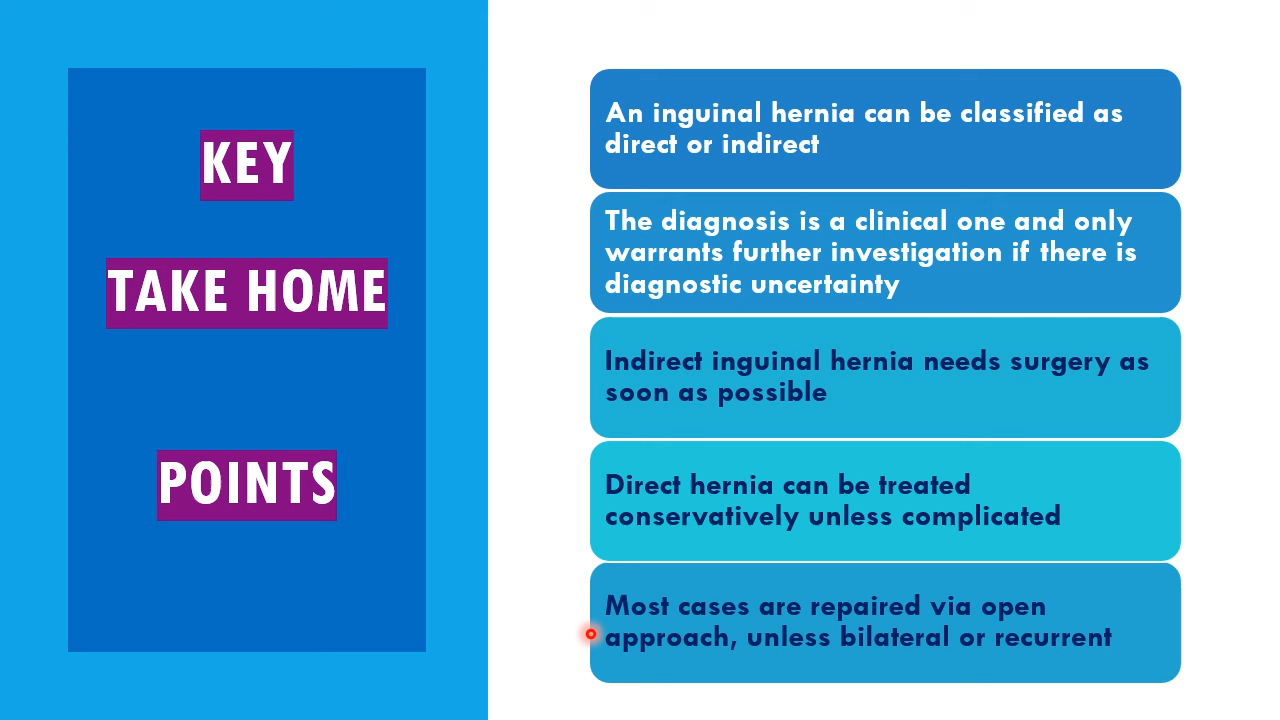 KEY
TAKE HOME
POINTS
An inguinal hernia can be classified as
direct or indirect
The diagnosis is a clinical one and only
warrants further investigation if there is
diagnostic uncertainty
Indirect inguinal hernia needs surgery as
soon as possible
Direct hernia can be treated
conservatively unless complicated
Most cases are repaired via open
approach, unless bilateral or recurrent